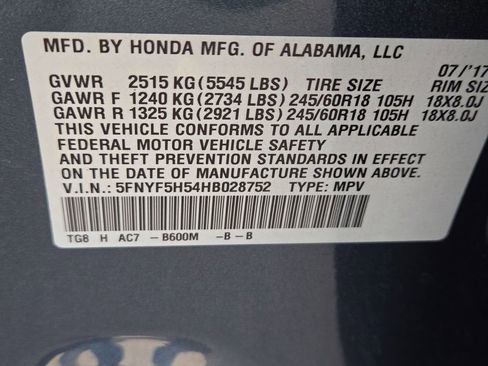 MFD. BY HONDA MFG. OF ALABAMA, LLC
07/'17
GVWR 2515 KG (5545 LBS) TIRE SIZE RIM SIZE
GAWR F 1240 KG (2734 LBS) 245/60R18 105H 18X8.0J
GAWR R 1325 KG (2921 LBS) 245/60R18 105H 18X8.0J
THIS VEHICLE CONFORMS TO ALL APPLICABLE
FEDERAL MOTOR VEHICLE SAFETY
AND THEFT PREVENTION STANDARDS IN EFFECT
ON THE DATE OF MANUFACTURE SHOWN ABOVE.
V.I.N.: 5FNYF5H54HB028752 TYPE: MPV
TG8 H AC7 -B600M -B-B